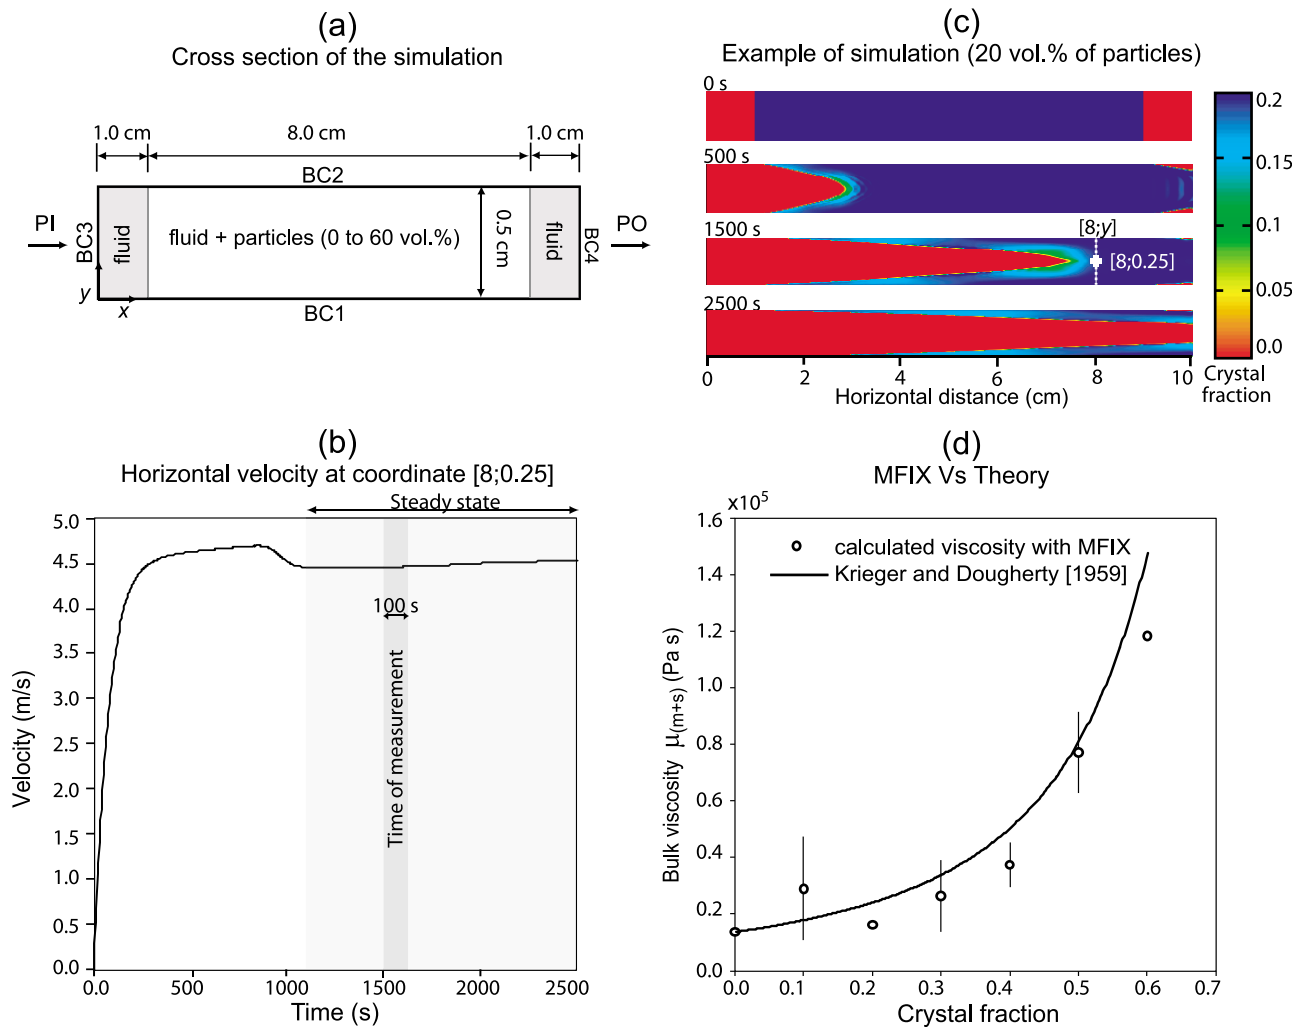 (a)
Cross section of the simulation
1.0 cm
8.0 cm
1.0 cm
BC2
PI
BC3
fluid
fluid + particles (0 to 60 vol.%)
0.5 cm
fluid
BC4
PO
y
x
BC1
(c)
Example of simulation (20 vol.% of particles)
0 s
500 s
1500 s
[8;y]
[8;0.25]
2500 s
0 2 4 6 8 10
Horizontal distance (cm)
0.2
0.15
0.1
0.05
0.0
Crystal
fraction
(b)
Horizontal velocity at coordinate [8;0.25]
Steady state
100 s
Time of measurement
5.0
4.5
4.0
3.5
3.0
2.5
2.0
1.5
1.0
0.5
0.0
Velocity (m/s)
0.0 500 1000 1500 2000 2500
Time (s)
(d)
MFIX Vs Theory
x10⁵
calculated viscosity with MFIX
Krieger and Dougherty [1959]
1.6
1.4
1.2
1.0
0.8
0.6
0.4
0.2
0.0
Bulk viscosity μ(m+s) (Pa s)
0.0 0.1 0.2 0.3 0.4 0.5 0.6 0.7
Crystal fraction